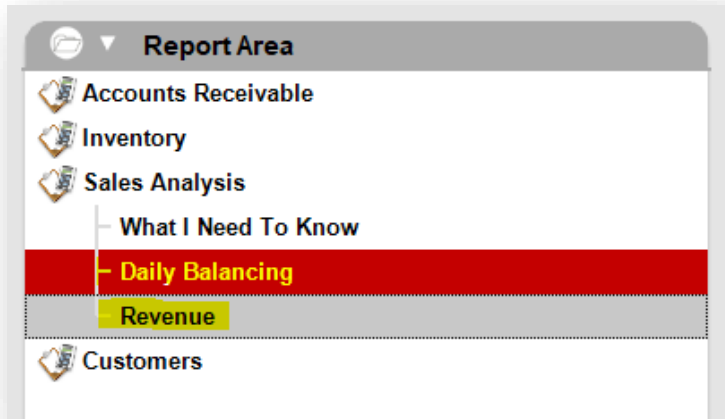 Report Area
Accounts Receivable
Inventory
Sales Analysis
What I Need To Know
Daily Balancing
Revenue
Customers